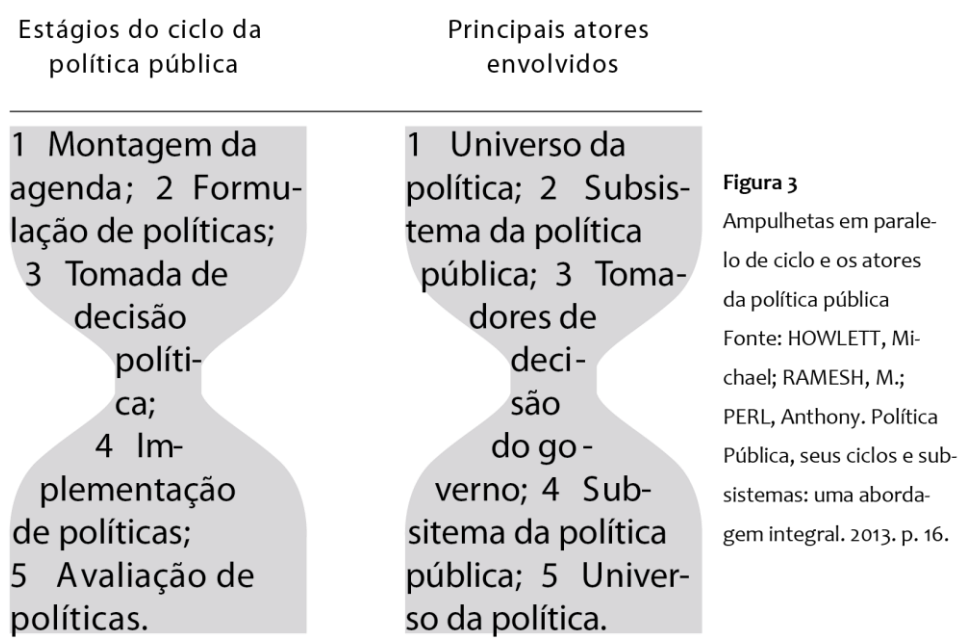 Estágios do ciclo da
política pública
Principais atores
envolvidos
1 Montagem da
agenda; 2 Formu-
lação de políticas;
3 Tomada de
decisão
políti-
ca;
4 Im-
plementação
de políticas;
5 Avaliação de
políticas.
1 Universo da
política; 2 Subsis-
tema da política
pública; 3 Toma-
dores de
deci-
são
do go-
verno; 4 Sub-
sitema da política
pública; 5 Univer-
so da política.
Figura 3
Ampulhetas em parale-
lo de ciclo e os atores
da política pública
Fonte: HOWLETT, Mi-
chael; RAMESH, M.;
PERL, Anthony. Política
Pública, seus ciclos e sub-
sistemas: uma aborda-
gem integral. 2013. p. 16.